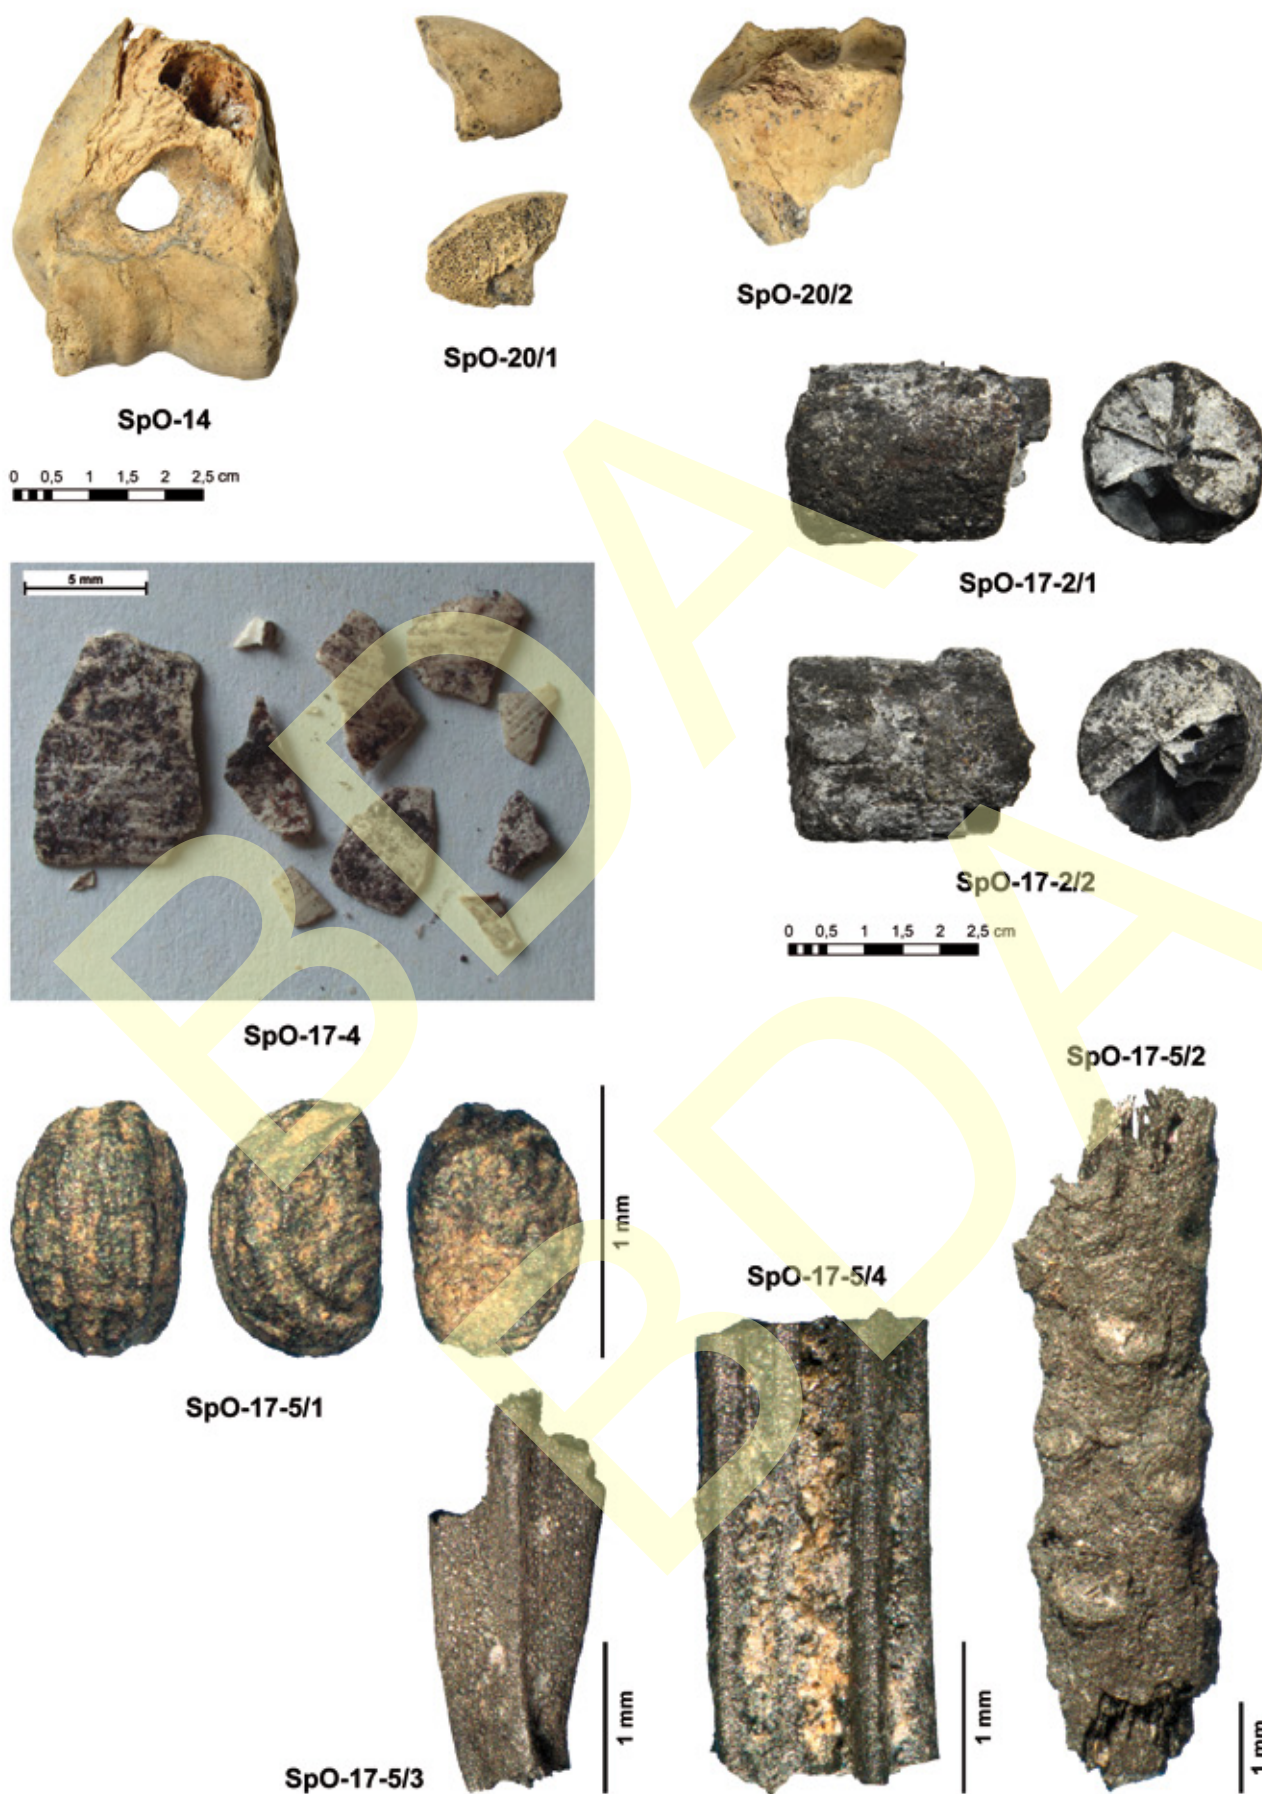 SpO-14
SpO-20/1
SpO-20/2
0 0,5 1 1,5 2 2,5 cm
SpO-17-2/1
5 mm
SpO-17-2/2
0 0,5 1 1,5 2 2,5 cm
SpO-17-4
SpO-17-5/2
1 mm
SpO-17-5/4
SpO-17-5/1
1 mm
1 mm
1 mm
SpO-17-5/3
BDA
BDA